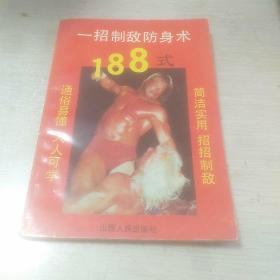 一招制敌防身术
188式
简洁实用 招招制敌
通俗易懂 人人可学
山西人民出版社